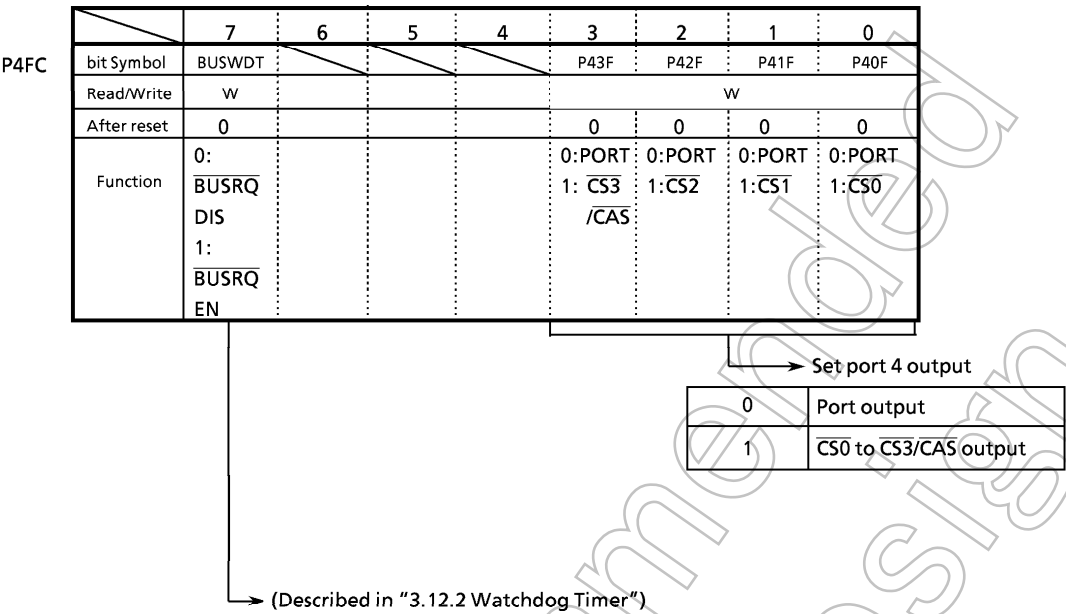 7 6 5 4 3 2 1 0
P4FC
bit Symbol BUSWDT P43F P42F P41F P40F
Read/Write W W
After reset 0 0 0 0 0
Function
0: 0:PORT 0:PORT 0:PORT 0:PORT
BUSRQ 1: CS3 1:CS2 1:CS1 1:CS0
DIS /CAS
1:
BUSRQ
EN
Set port 4 output
0 Port output
1 CS0 to CS3/CAS output
(Described in "3.12.2 Watchdog Timer")